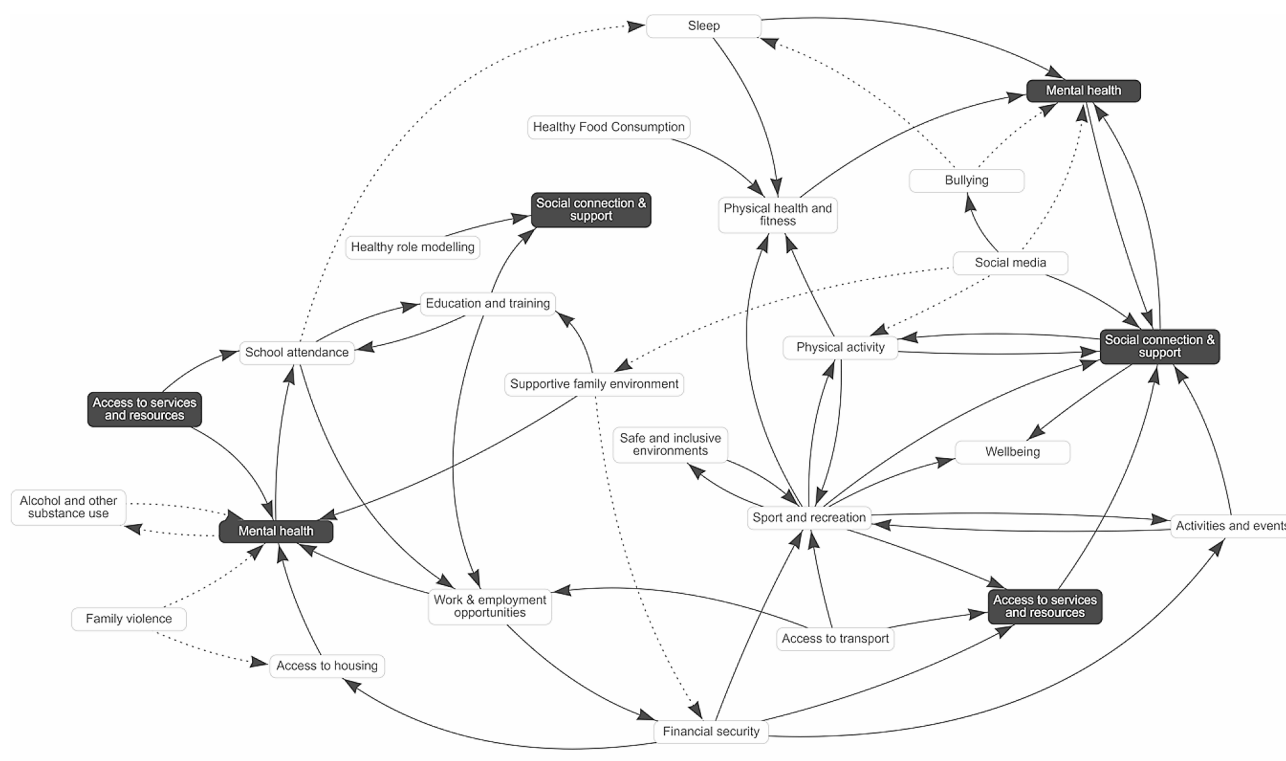 Sleep
Mental health
Healthy Food Consumption
Bullying
Social connection &
support
Physical health and
fitness
Healthy role modelling
Social media
Education and training
School attendance
Physical activity
Social connection &
support
Supportive family environment
Access to services
and resources
Safe and inclusive
environments
Wellbeing
Alcohol and other
substance use
Mental health
Sport and recreation
Activities and events
Work & employment
opportunities
Access to services
and resources
Family violence
Access to transport
Access to housing
Financial security